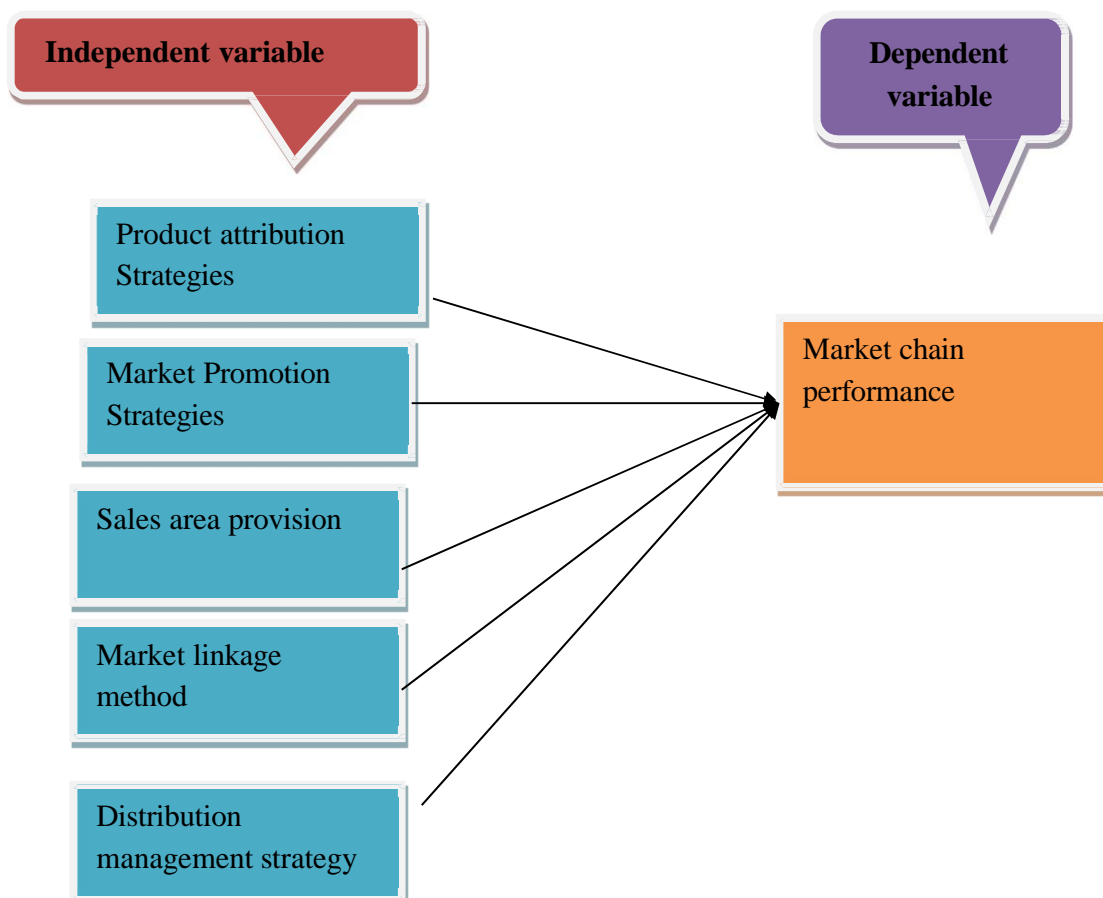 Independent variable
Dependent
variable
Product attribution
Strategies
Market Promotion
Strategies
Sales area provision
Market linkage
method
Distribution
management strategy
Market chain
performance